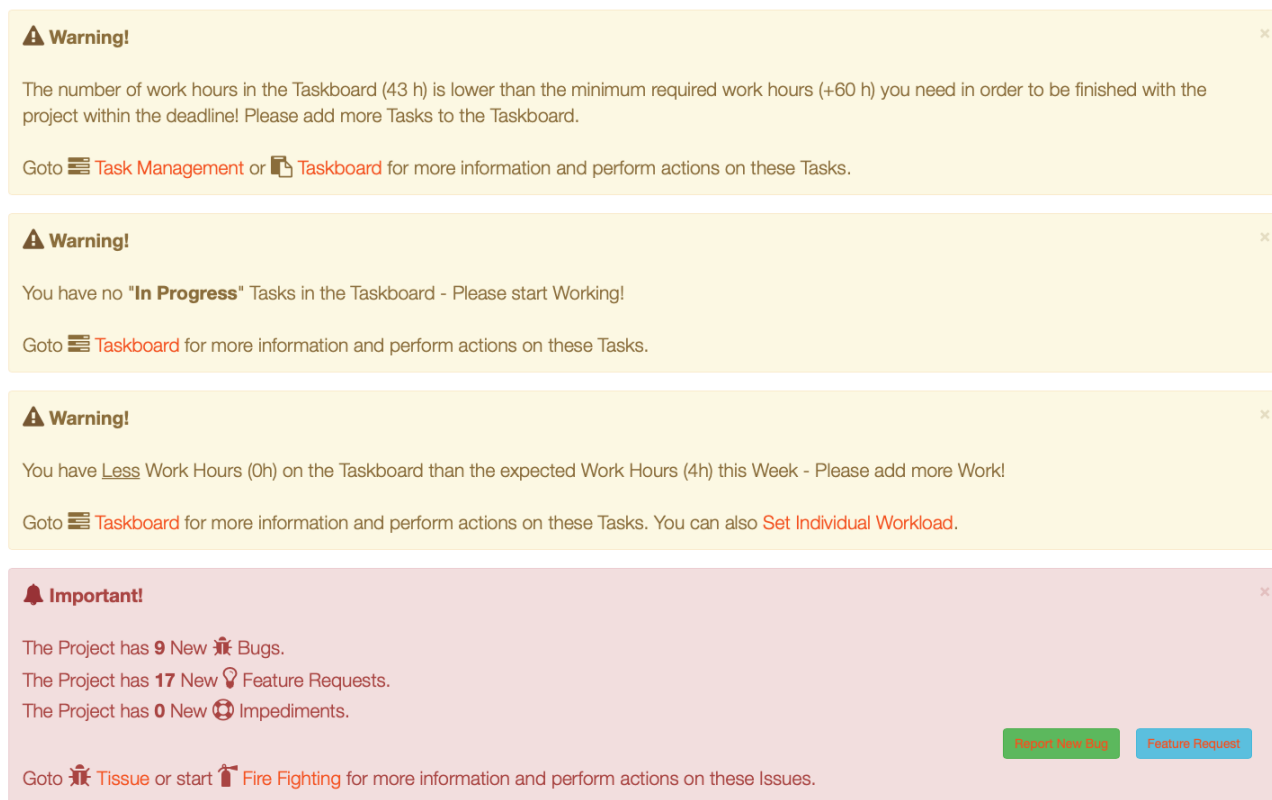 Warning!
The number of work hours in the Taskboard (43 h) is lower than the minimum required work hours (+60 h) you need in order to be finished with the
project within the deadline! Please add more Tasks to the Taskboard.
Goto Task Management or Taskboard for more information and perform actions on these Tasks.
Warning!
You have no "In Progress" Tasks in the Taskboard - Please start Working!
Goto Taskboard for more information and perform actions on these Tasks.
Warning!
You have Less Work Hours (0h) on the Taskboard than the expected Work Hours (4h) this Week - Please add more Work!
Goto Taskboard for more information and perform actions on these Tasks. You can also Set Individual Workload.
Important!
The Project has 9 New Bugs.
The Project has 17 New Feature Requests.
The Project has 0 New Impediments.
Report New Bug Feature Request
Goto Tissue or start Fire Fighting for more information and perform actions on these Issues.